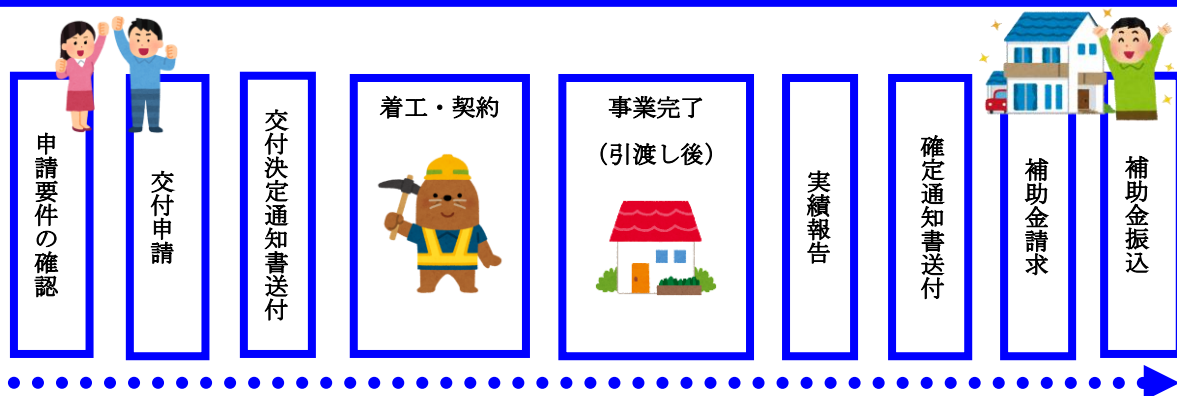 申請要件の確認
交付申請
交付決定通知書送付
着工・契約
事業完了
（引渡し後）
実績報告
確定通知書送付
補助金請求
補助金振込